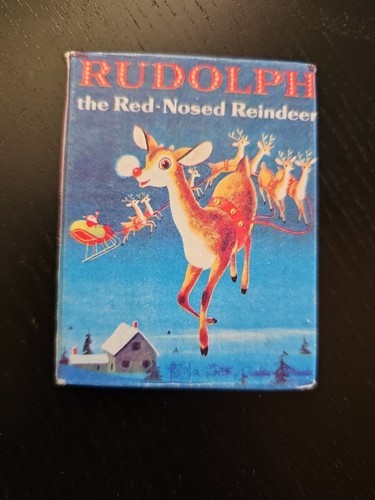 RUDOLPH
the Red-Nosed Reindeer